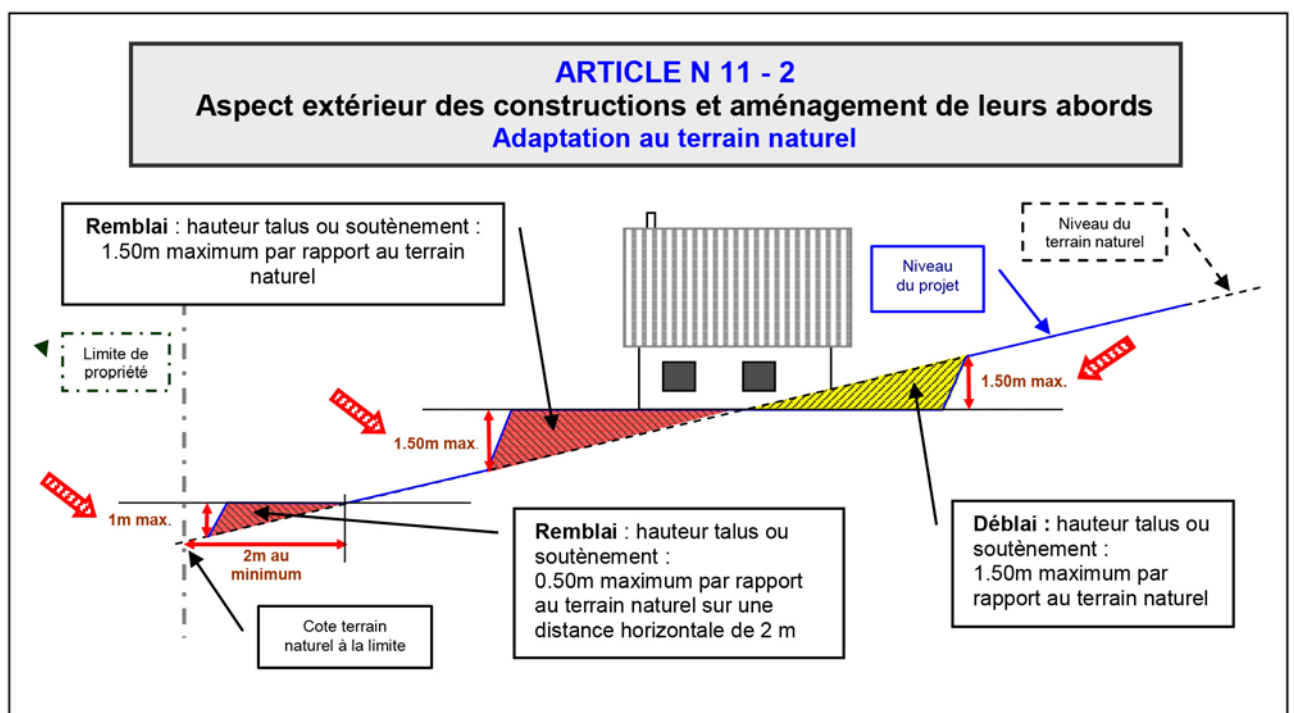 ARTICLE N 11 - 2
Aspect extérieur des constructions et aménagement de leurs abords
Adaptation au terrain naturel
Remblai : hauteur talus ou soutènement :
1.50m maximum par rapport au terrain
naturel
Niveau du
terrain naturel
Niveau
du projet
Limite de
propriété
1.50m max.
1.50m max.
1m max.
2m au
minimum
Remblai : hauteur talus ou
soutènement :
0.50m maximum par rapport
au terrain naturel sur une
distance horizontale de 2 m
Déblai : hauteur talus ou
soutènement :
1.50m maximum par
rapport au terrain naturel
Cote terrain
naturel à la limite